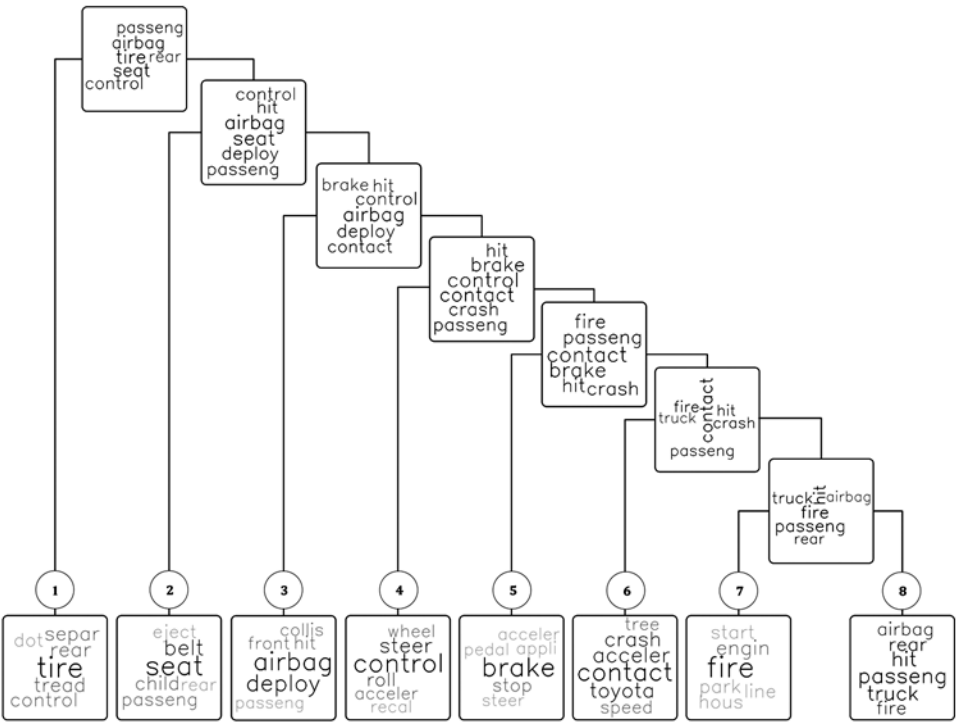 passeng
airbag
tire rear
seat
control
control
hit
airbag
seat
deploy
passeng
brake hit
control
airbag
deploy
contact
hit
brake
control
contact
crash
passeng
fire
passeng
contact
brake
hit crash
contact
fire hit
truck crash
passeng
hit
truck airbag
fire
passeng
rear
1 2 3 4 5 6 7 8
dot separ
rear
tire
tread
control
eject
belt
seat
child rear
passeng
collis
front hit
airbag
deploy
passeng
wheel
steer
control
roll
acceler
recal
acceler
pedal appli
brake
stop
steer
tree
crash
acceler
contact
toyota
speed
start
engin
fire
park line
hous
airbag
rear
hit
passeng
truck
fire